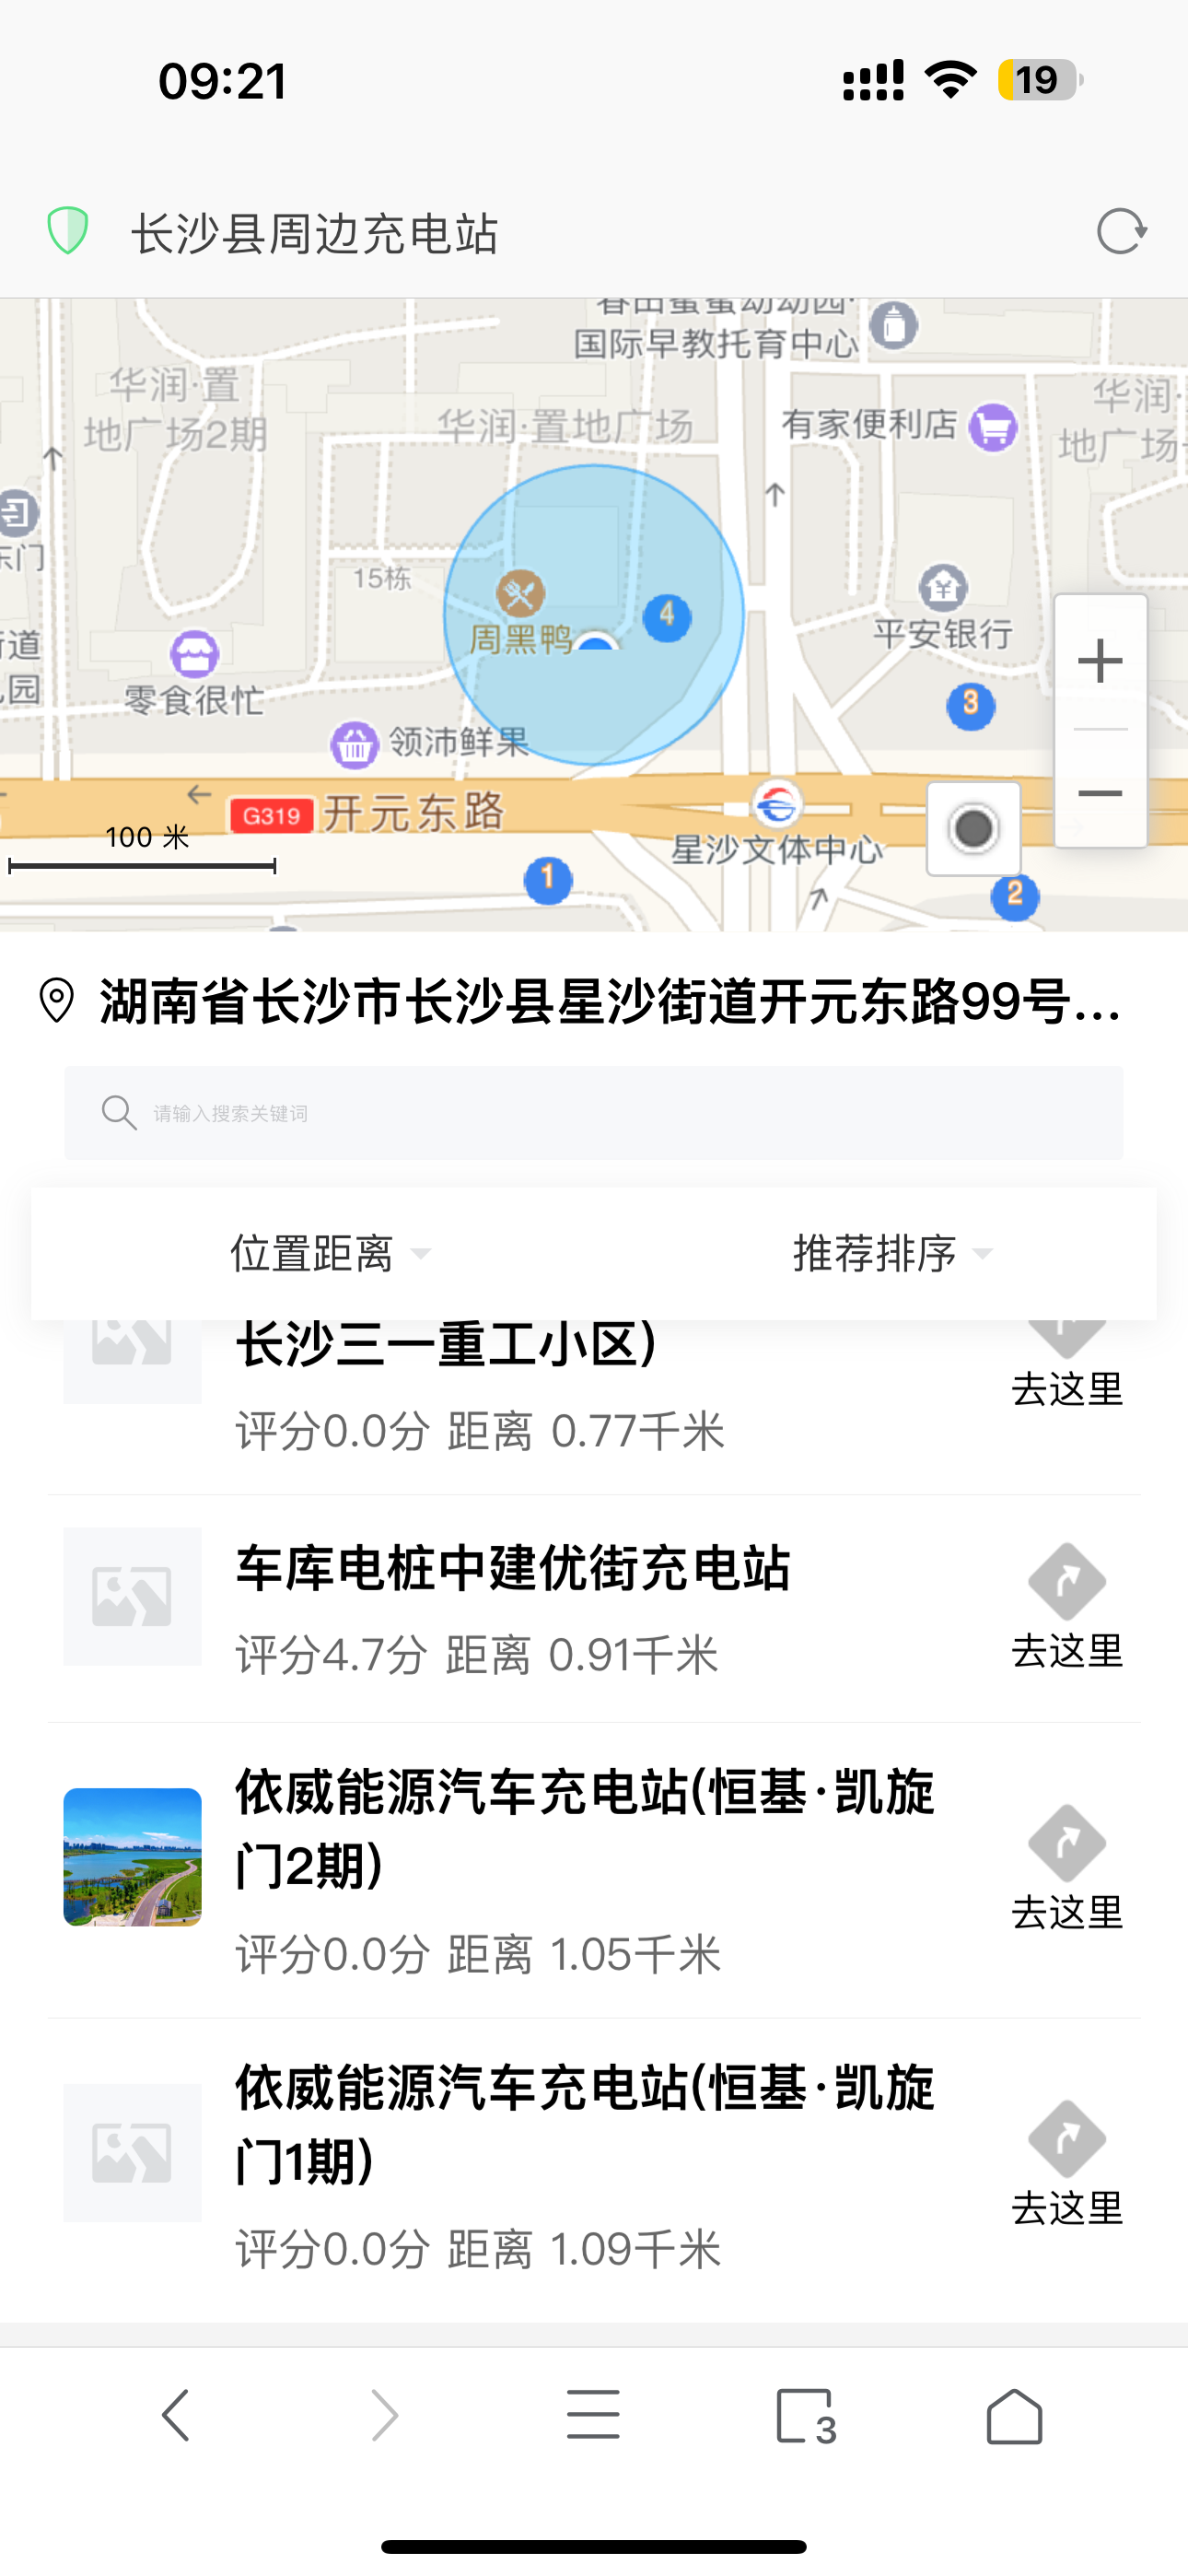 09:21
19
长沙县周边充电站
国际早教托育中心
华润·置
地广场2期
华润·置地广场
有家便利店
华润·
地广场
东门
15栋
4
周黑鸭
平安银行
街道
园
零食很忙
3
领沛鲜果
G319
开元东路
100 米
星沙文体中心
1
2
湖南省长沙市长沙县星沙街道开元东路99号...
请输入搜索关键词
位置距离
推荐排序
长沙三一重工小区)
去这里
评分0.0分 距离 0.77千米
车库电桩中建优街充电站
评分4.7分 距离 0.91千米
去这里
依威能源汽车充电站(恒基·凯旋
门2期)
去这里
评分0.0分 距离 1.05千米
依威能源汽车充电站(恒基·凯旋
门1期)
去这里
评分0.0分 距离 1.09千米
3